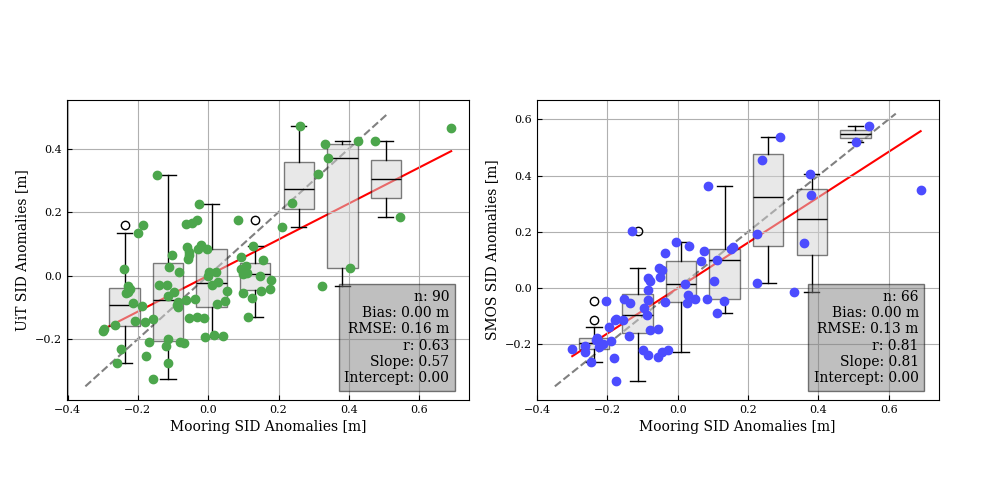 UiT SID Anomalies [m]
0.4
0.2
0.0
−0.2
−0.4
−0.2
0.0
0.2
0.4
0.6
Mooring SID Anomalies [m]
n: 90
Bias: 0.00 m
RMSE: 0.16 m
r: 0.63
Slope: 0.57
Intercept: 0.00
SMOS SID Anomalies [m]
0.6
0.4
0.2
0.0
−0.2
−0.4
−0.2
0.0
0.2
0.4
0.6
Mooring SID Anomalies [m]
n: 66
Bias: 0.00 m
RMSE: 0.13 m
r: 0.81
Slope: 0.81
Intercept: 0.00